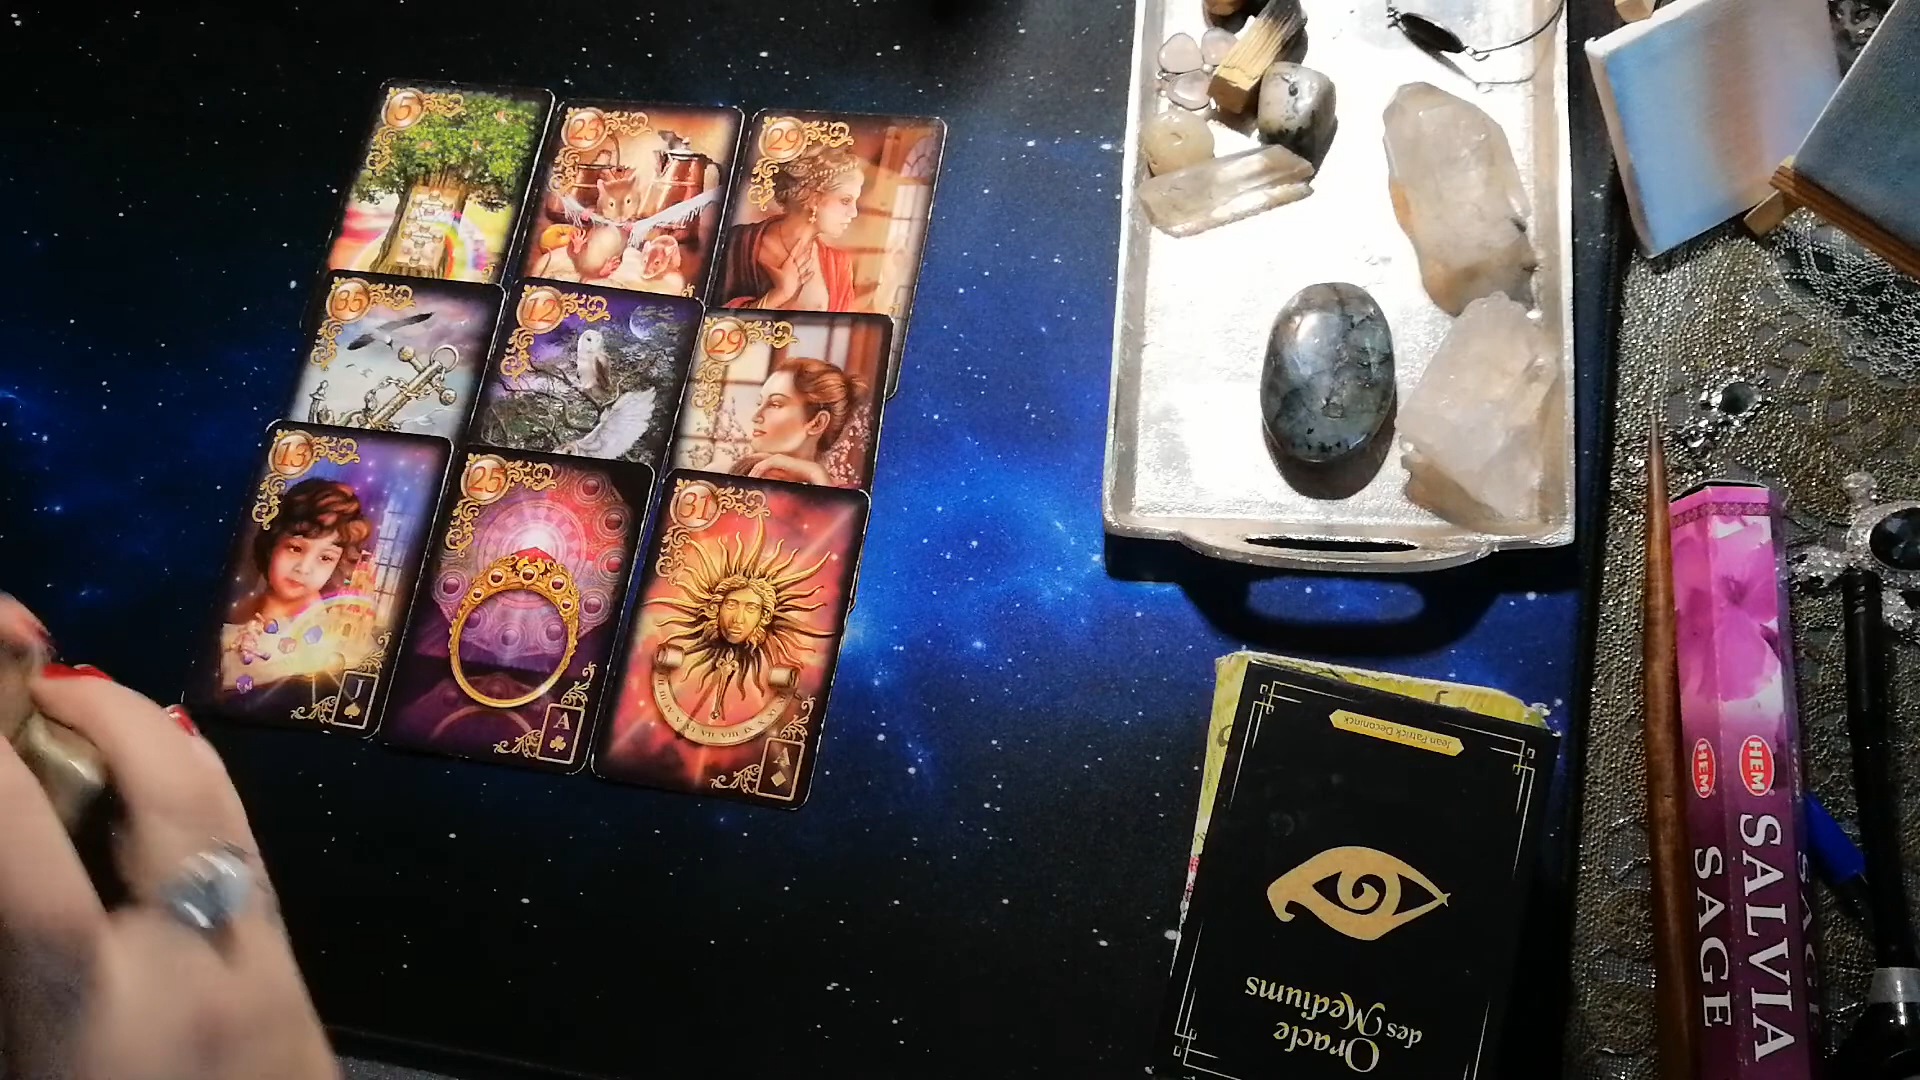 5
23
29
35
12
29
13
25
31
J
A
A
Jean Patrick Deconinck
Oracle
des Mediums
HEM
HEM
SALVIA
SAGE